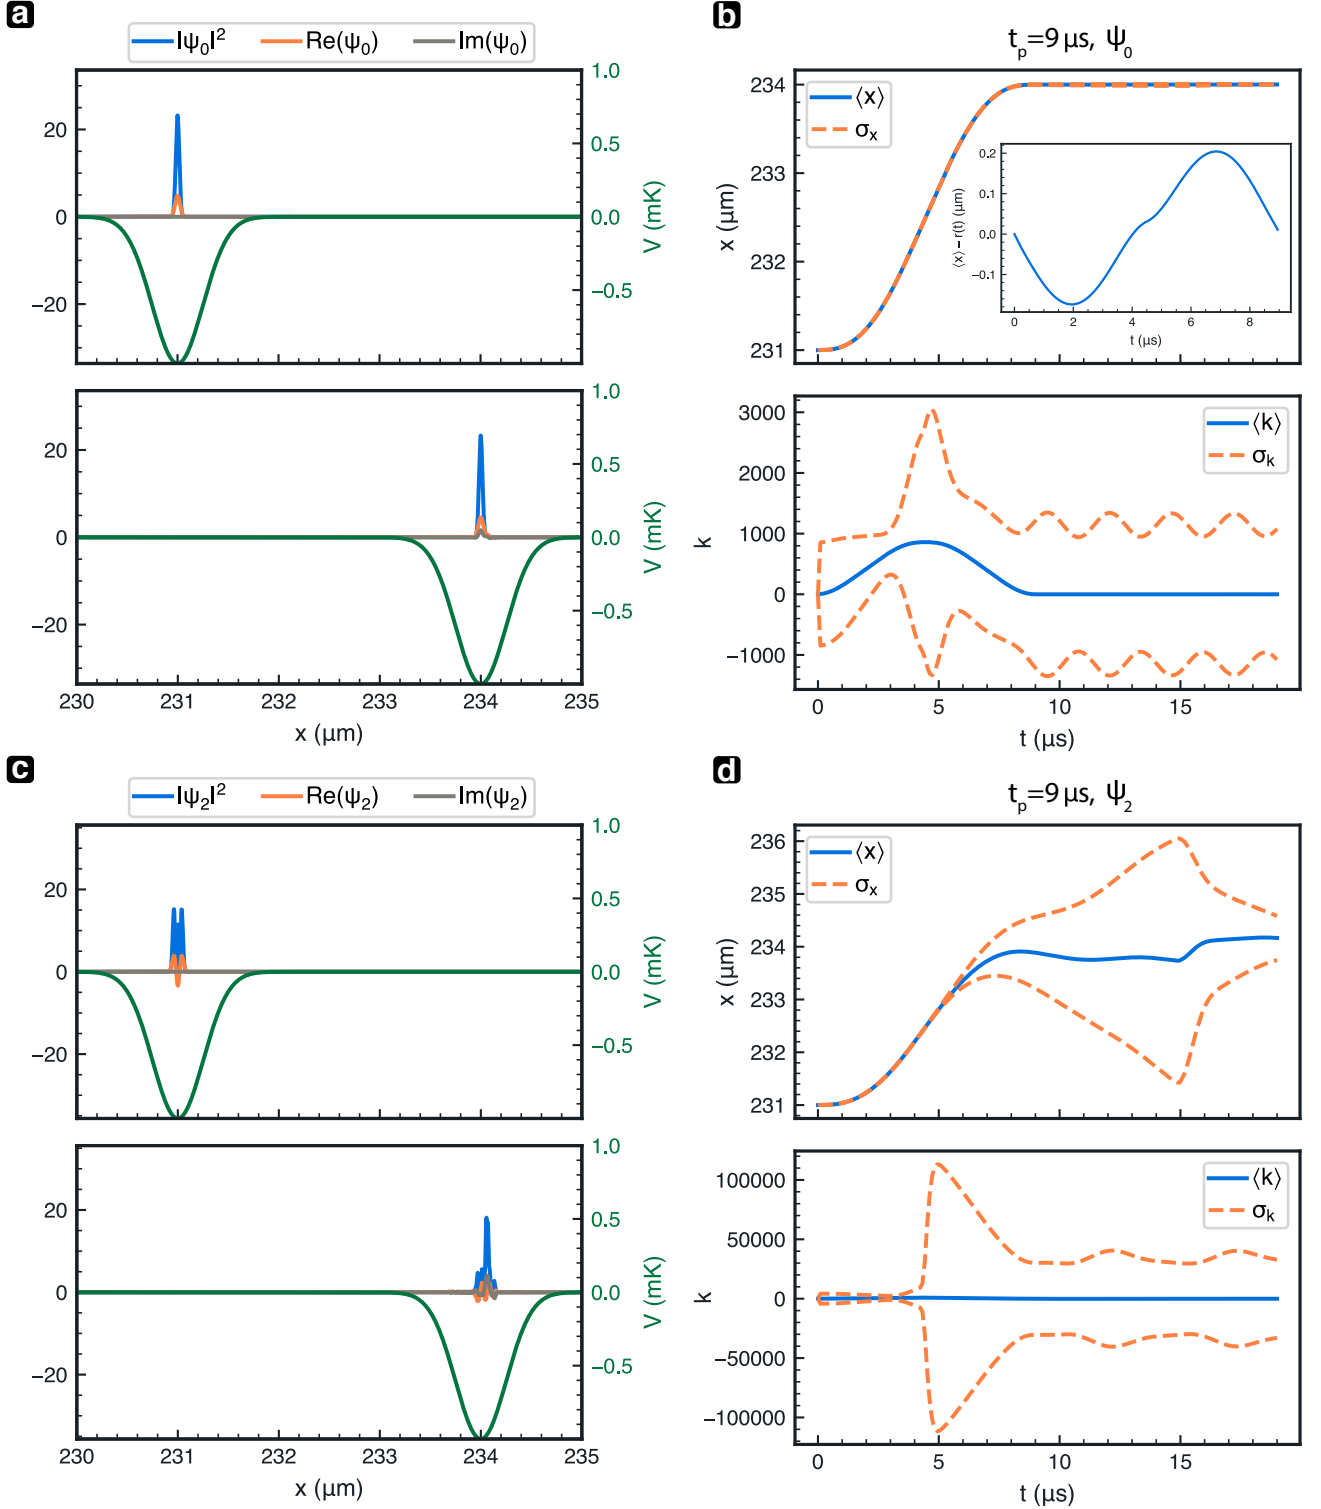 a
|ψ₀|² Re(ψ₀) Im(ψ₀)
20
0
−20
1.0
0.5
0.0
−0.5
V (mK)
20
0
−20
1.0
0.5
0.0
−0.5
V (mK)
230 231 232 233 234 235
x (μm)
b
t_p=9 μs, ψ₀
⟨x⟩
σₓ
234
233
232
231
x (μm)
0.2
0.1
0.0
−0.1
⟨x⟩ − r(t) (μm)
0 2 4 6 8
t (μs)
⟨k⟩
σ_k
3000
2000
1000
0
−1000
k
0 5 10 15
t (μs)
c
|ψ₂|² Re(ψ₂) Im(ψ₂)
20
0
−20
1.0
0.5
0.0
−0.5
V (mK)
20
0
−20
1.0
0.5
0.0
−0.5
V (mK)
230 231 232 233 234 235
x (μm)
d
t_p=9 μs, ψ₂
⟨x⟩
σₓ
236
235
234
233
232
231
x (μm)
⟨k⟩
σ_k
100000
50000
0
−50000
−100000
k
0 5 10 15
t (μs)